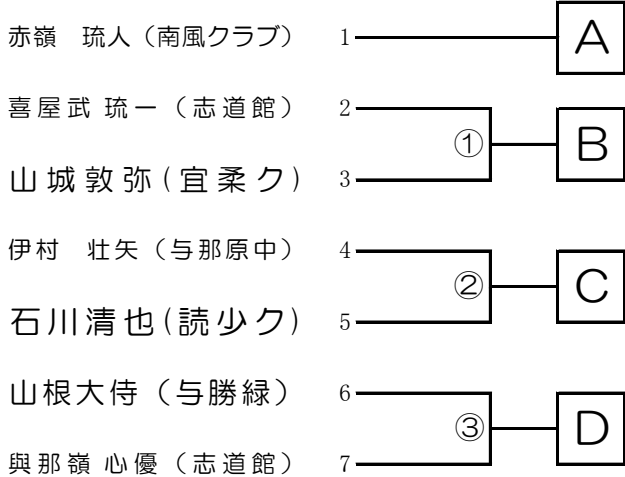 赤嶺　琉人（南風クラブ） 1 A
喜屋武 琉一（志道館） 2
① B
山城敦弥(宜柔ク) 3
伊村　壮矢（与那原中） 4
② C
石川清也(読少ク) 5
山根大侍（与勝緑） 6
③ D
與那嶺 心優（志道館） 7